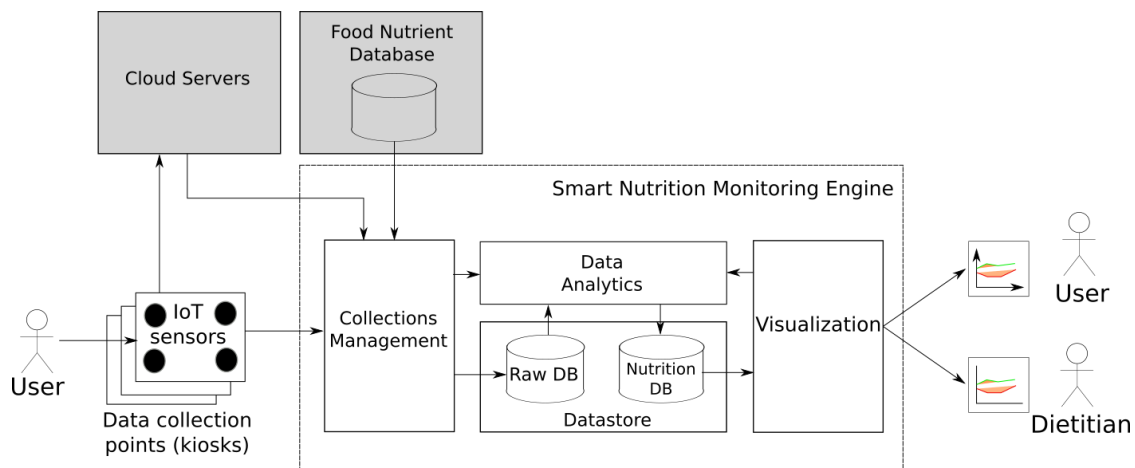 Cloud Servers
Food Nutrient
Database
Smart Nutrition Monitoring Engine
IoT
sensors
User
Data collection
points (kiosks)
Collections
Management
Data
Analytics
Raw DB
Nutrition
DB
Datastore
Visualization
User
Dietitian